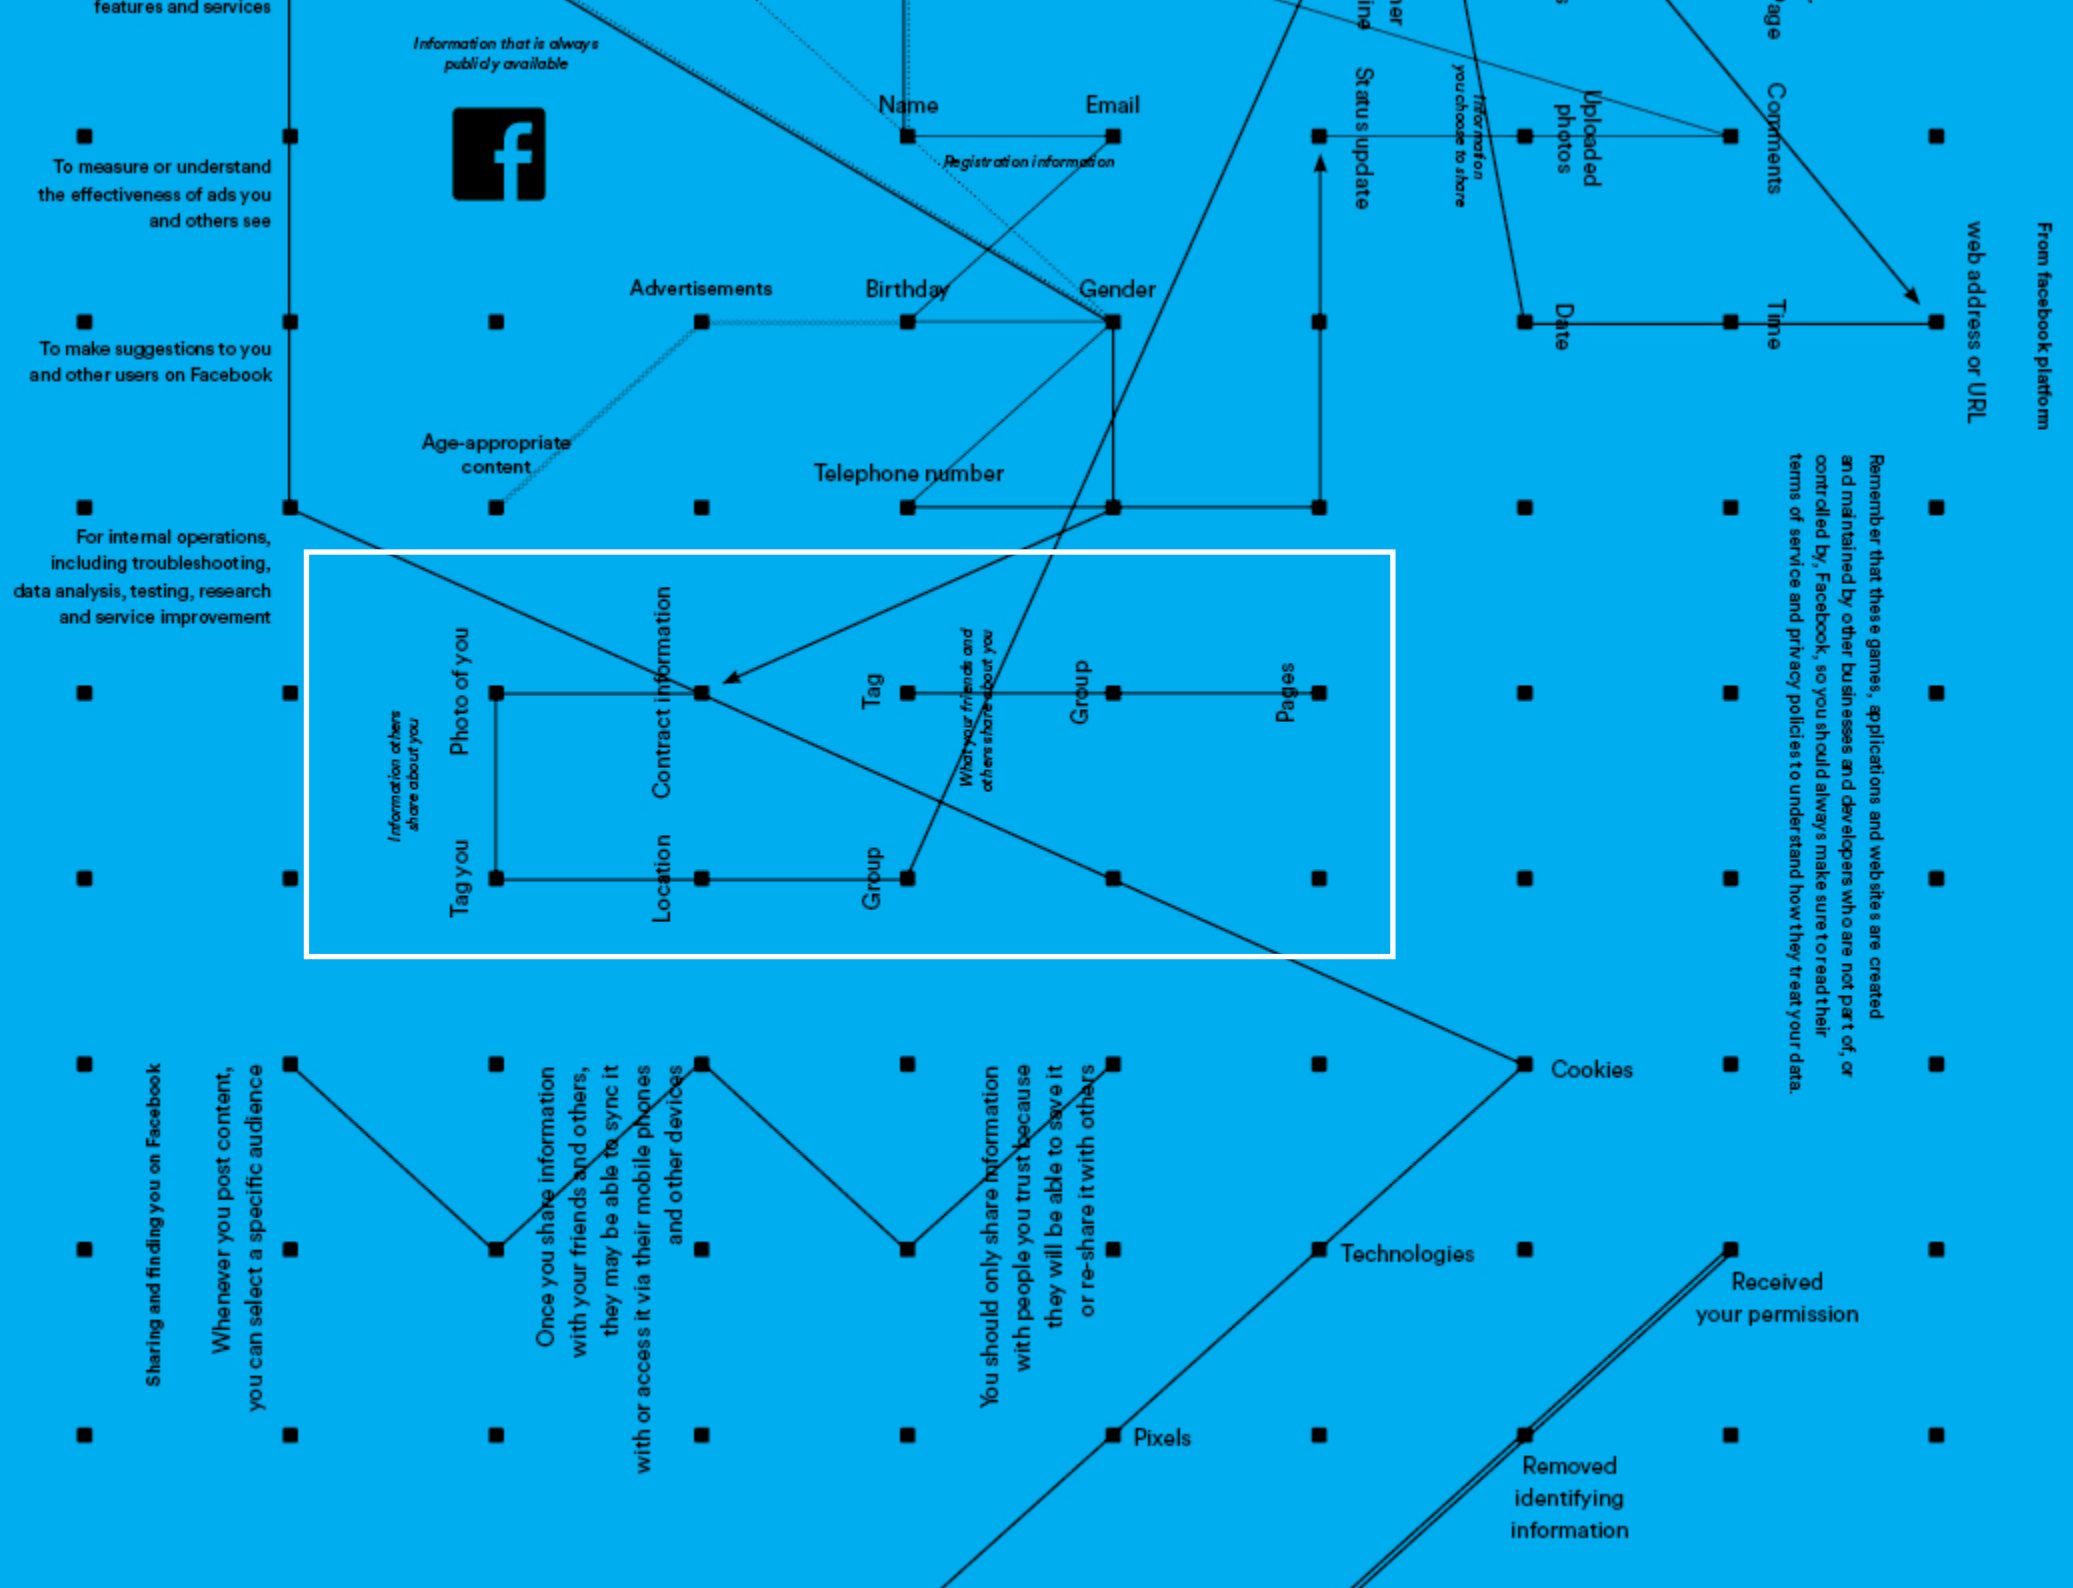 features and services
To measure or understand
the effectiveness of ads you
and others see
To make suggestions to you
and other users on Facebook
For internal operations,
including troubleshooting,
data analysis, testing, research
and service improvement
Information that is always
publicly available
f
Name
Email
Registration information
Advertisements
Birthday
Gender
Age-appropriate
content
Telephone number
Status update
Information
you choose to share
Uploaded
photos
Comments
Date
Time
web address or URL
From facebook platform
Remember that these games, applications and websites are created
and maintained by other businesses and developers who are not part of, or
controlled by, Facebook, so you should always make sure to read their
terms of service and privacy policies to understand how they treat your data.
Information others
share about you
Photo of you
Contract information
Tag you
Location
Group
Tag
What your friends and
others share about you
Group
Pages
Cookies
Technologies
Pixels
Received
your permission
Removed
identifying
information
Sharing and finding you on Facebook
Whenever you post content,
you can select a specific audience
Once you share information
with your friends and others,
they may be able to sync it
with or access it via their mobile phones
and other devices
You should only share information
with people you trust because
they will be able to save it
or re-share it with others